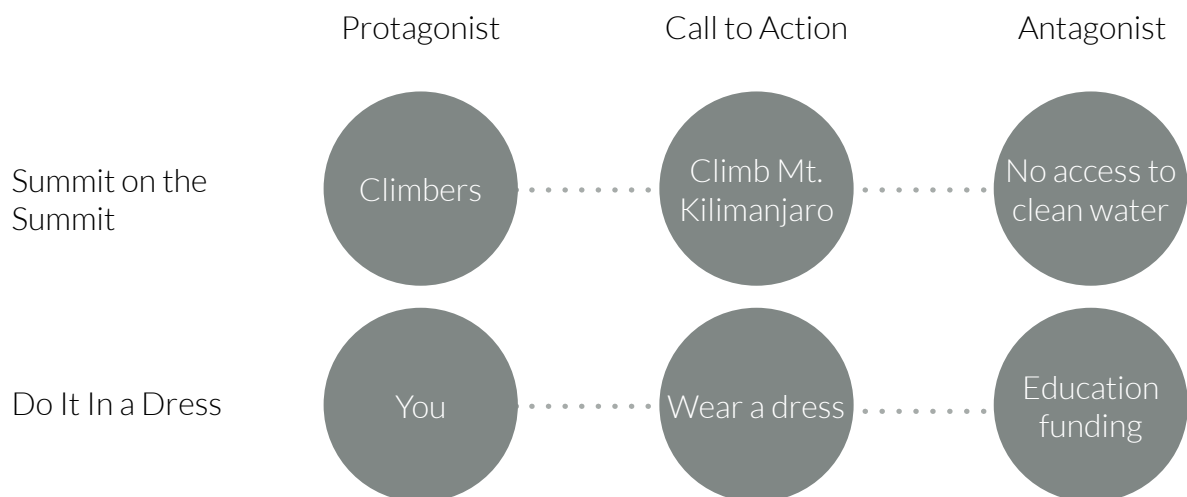 Protagonist
Call to Action
Antagonist
Summit on the
Summit
Climbers
Climb Mt.
Kilimanjaro
No access to
clean water
Do It In a Dress
You
Wear a dress
Education
funding